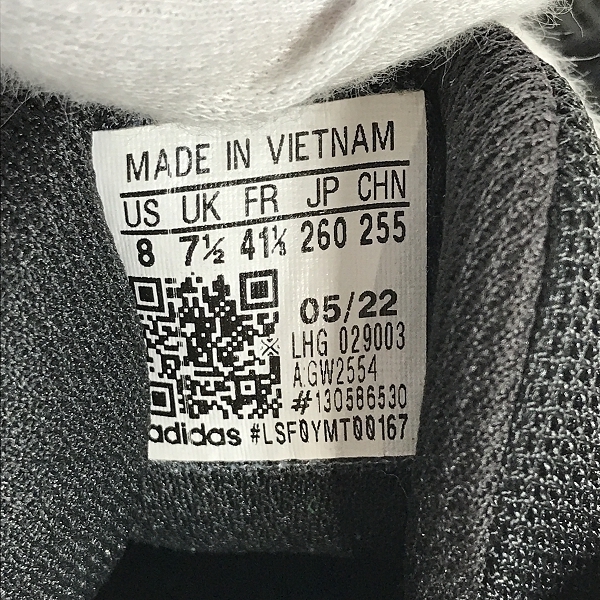 MADE IN VIETNAM
US UK FR JP CHN
8 7½ 41⅓ 260 255
05/22
LHG 029003
A.GW2554
#130586530
adidas #LSF0YMT00167